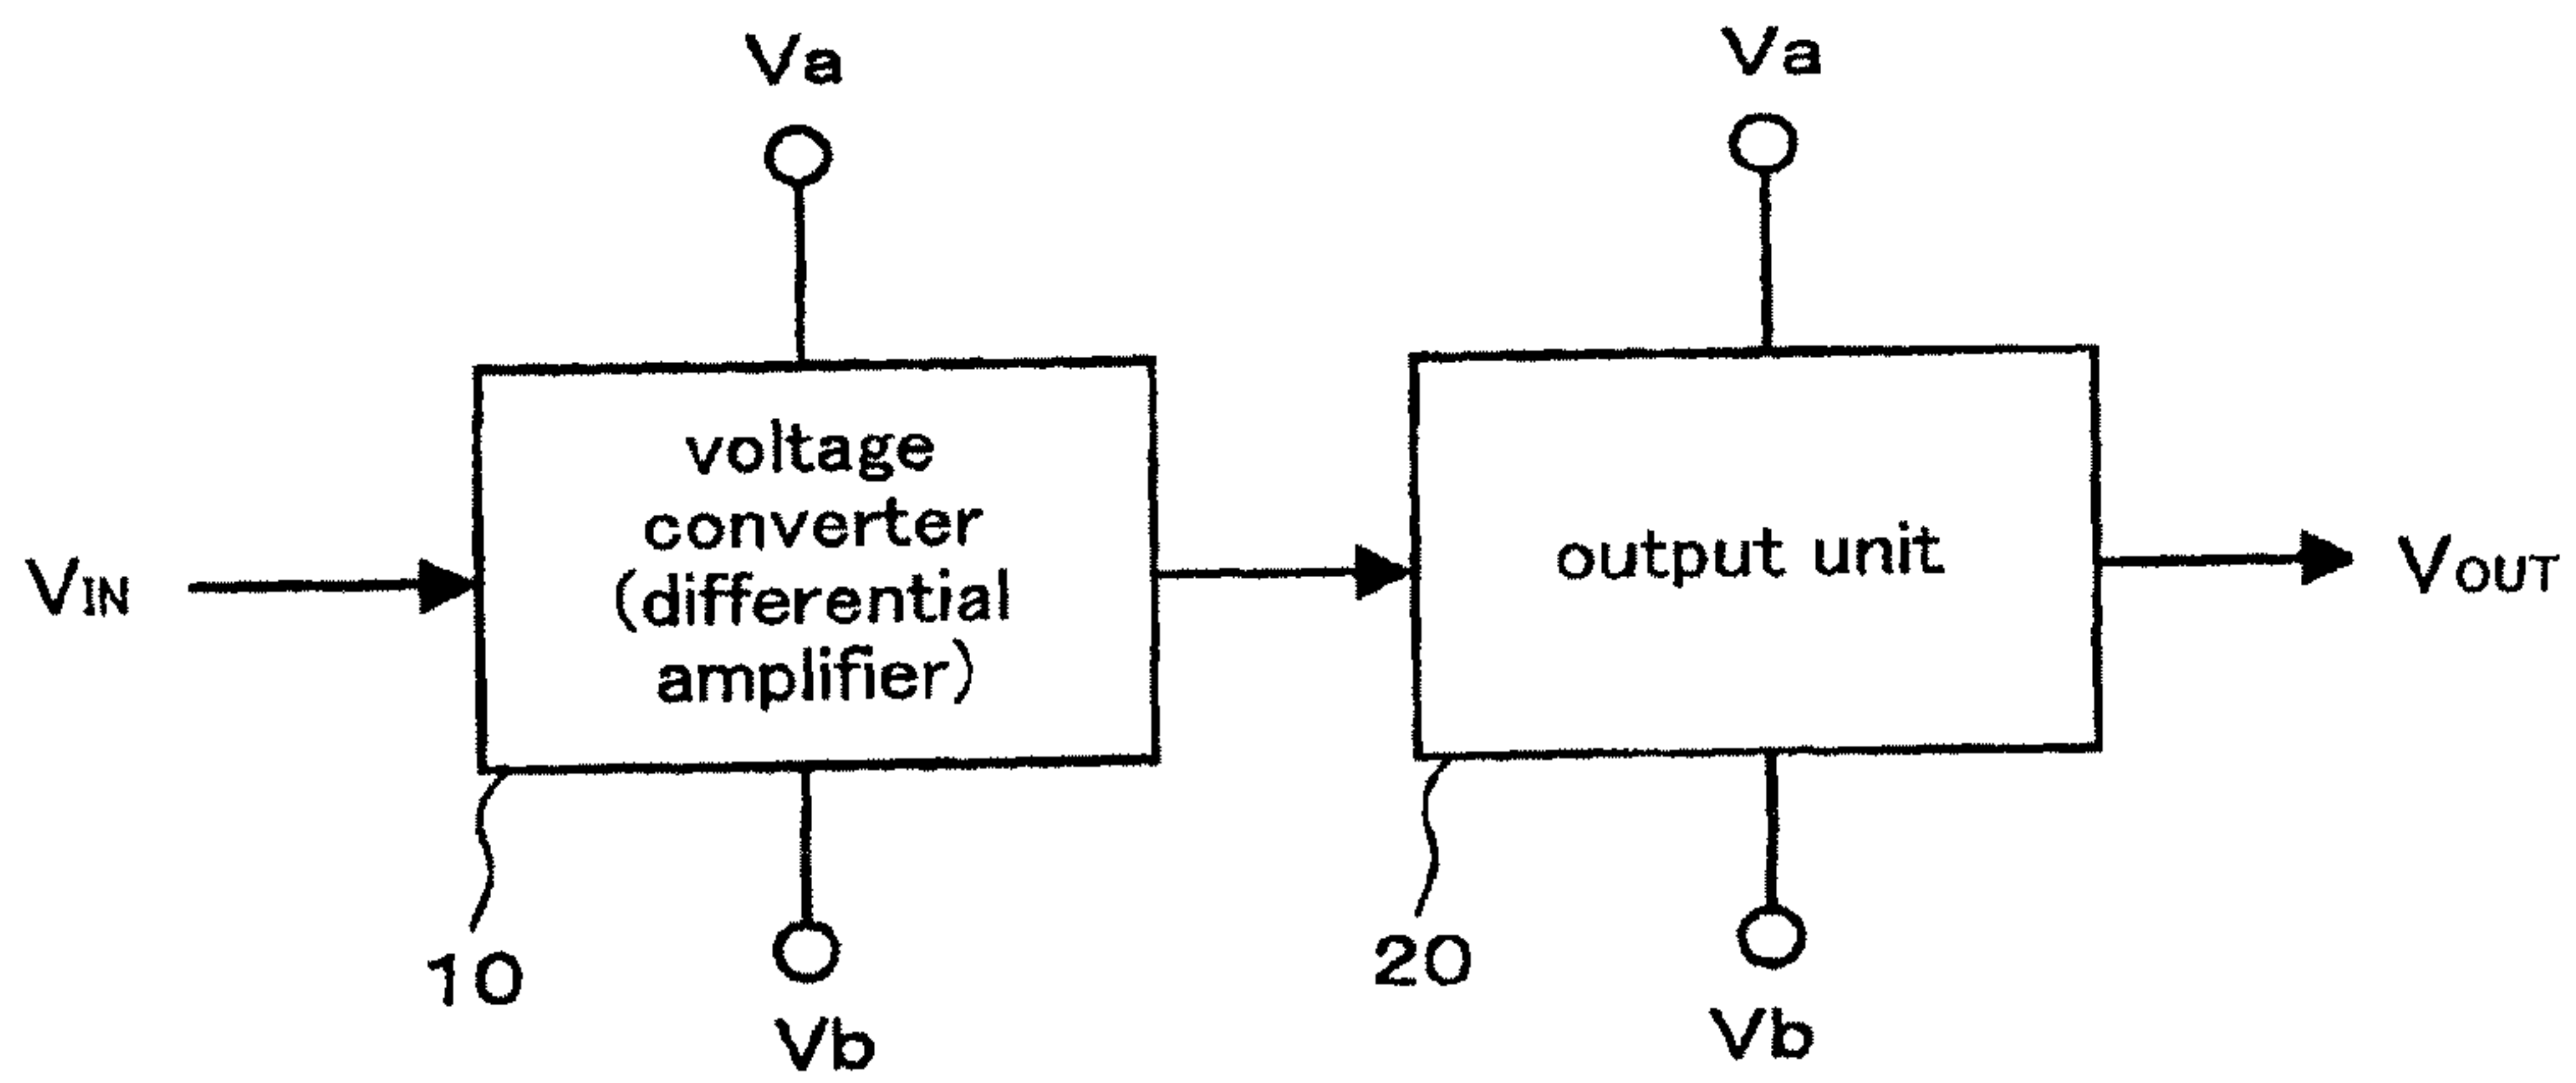 Va
Va
voltage
converter
(differential
amplifier)
output unit
VIN
VOUT
10
20
Vb
Vb